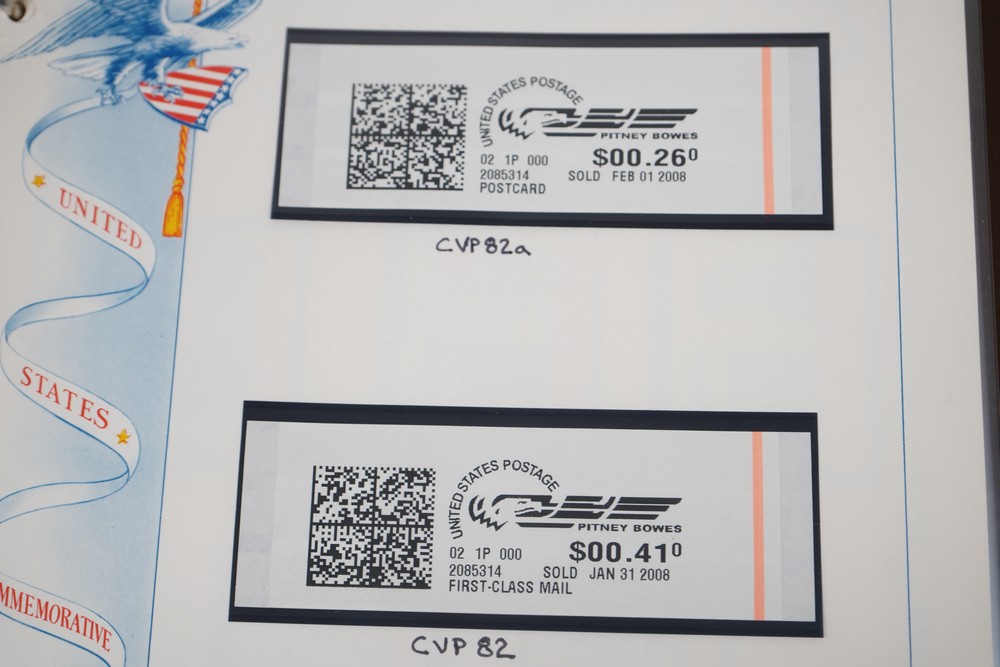 UNITED
STATES
MMEMORATIVE
UNITED STATES POSTAGE
PITNEY BOWES
02 1P 000 $00.26⁰
2085314 SOLD FEB 01 2008
POSTCARD
CVP82a
UNITED STATES POSTAGE
PITNEY BOWES
02 1P 000 $00.41⁰
2085314 SOLD JAN 31 2008
FIRST-CLASS MAIL
CVP 82